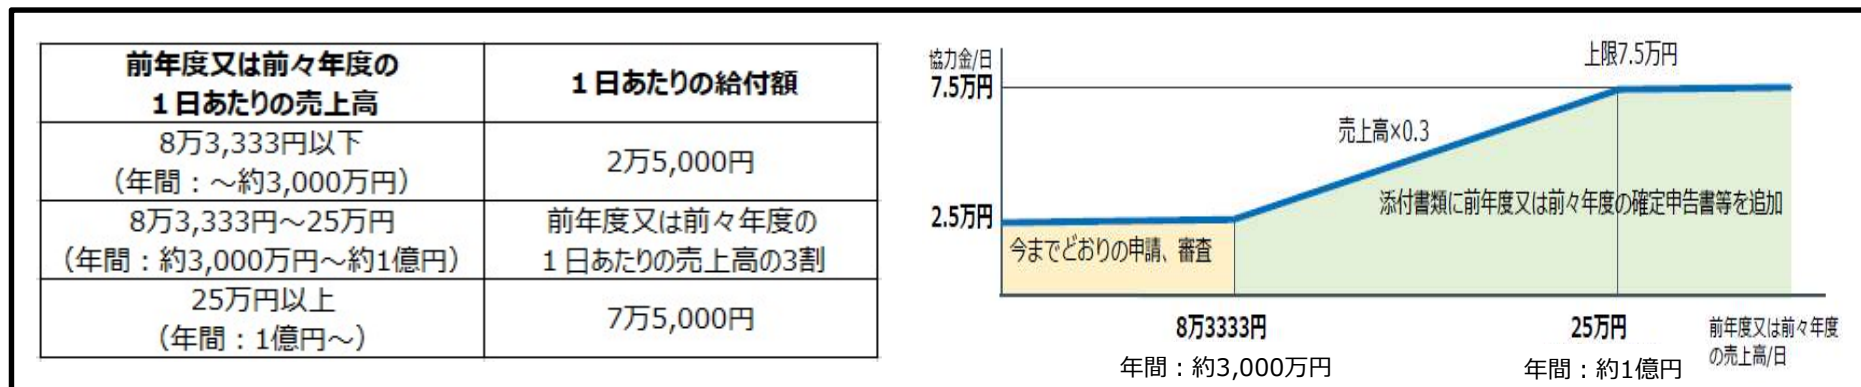 前年度又は前々年度の
1日あたりの売上高
1日あたりの給付額
8万3,333円以下
(年間：～約3,000万円)
2万5,000円
8万3,333円～25万円
(年間：約3,000万円～約1億円)
前年度又は前々年度の
1日あたりの売上高の3割
25万円以上
(年間：1億円～)
7万5,000円
協力金/日
7.5万円
上限7.5万円
売上高×0.3
添付書類に前年度又は前々年度の確定申告書等を追加
2.5万円
今までどおりの申請、審査
8万3333円
年間：約3,000万円
25万円
年間：約1億円
前年度又は前々年度
の売上高/日